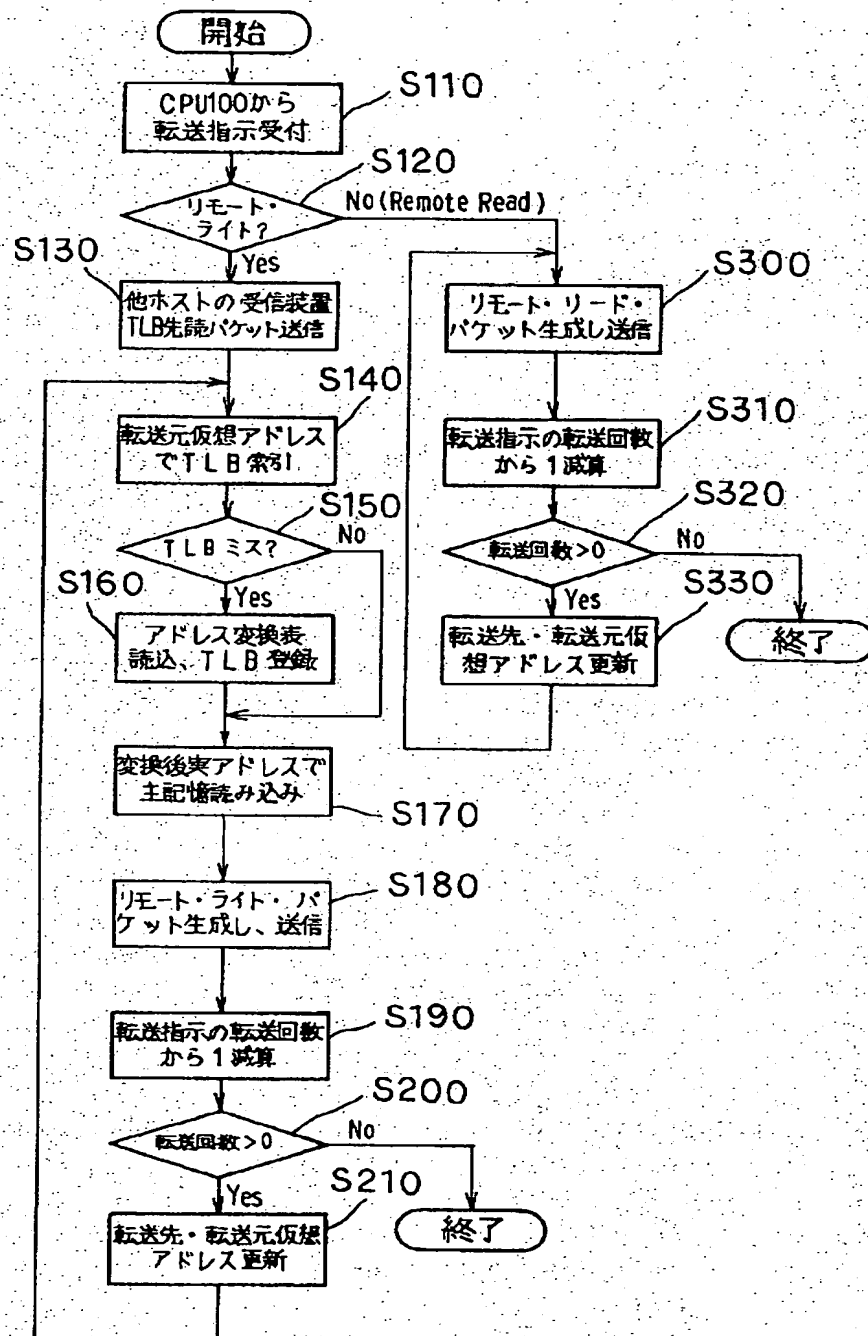 開始
CPU100から
転送指示受付
S110
S120
リモート・
ライト?
No(Remote Read)
Yes
S130
他ホストの受信装置
TLB先読パケット送信
S140
転送元仮想アドレス
でTLB索引
S150
TLBミス?
No
Yes
S160
アドレス変換表
読込、TLB登録
変換後実アドレスで
主記憶読み込み
S170
リモート・ライト・パ
ケット生成し、送信
S180
転送指示の転送回数
から1減算
S190
S200
転送回数>0
No
Yes
S210
終了
転送先・転送元仮想
アドレス更新
S300
リモート・リード・
パケット生成し送信
S310
転送指示の転送回数
から1減算
S320
転送回数>0
No
Yes
S330
転送先・転送元仮
想アドレス更新
終了